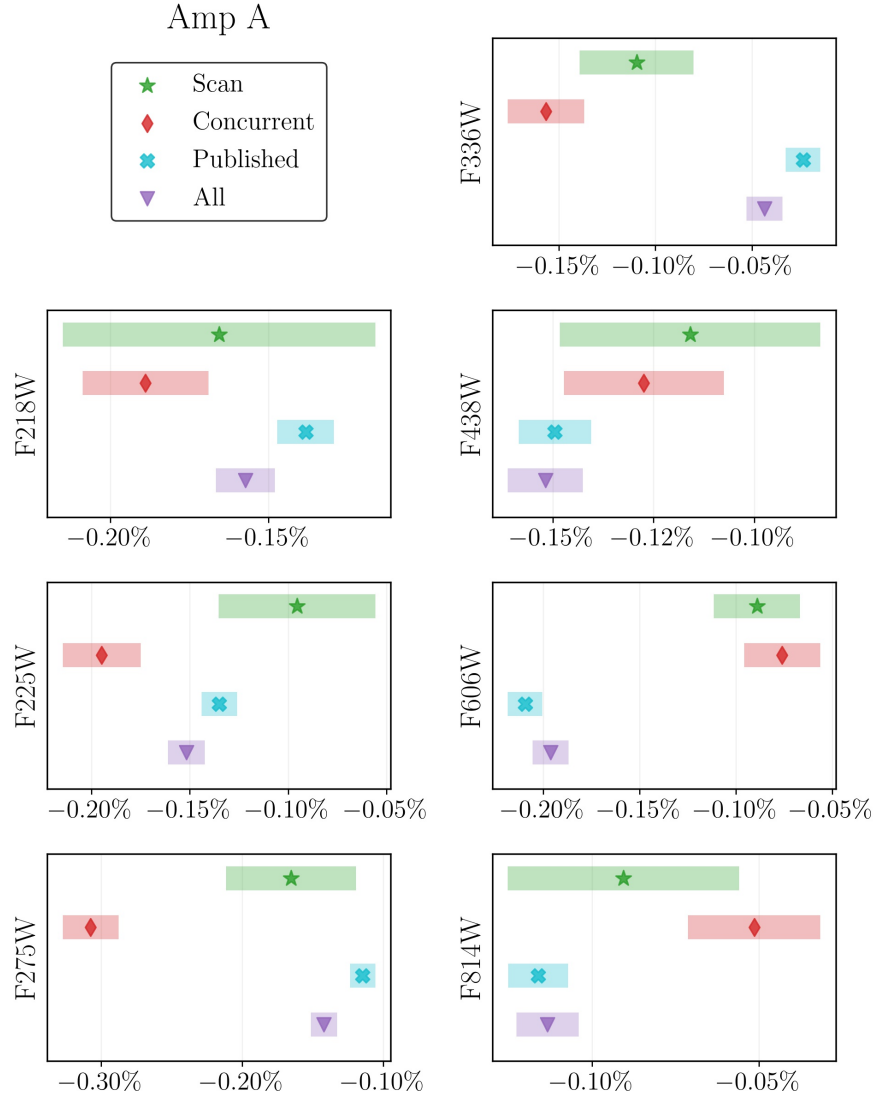 Amp A
Scan
Concurrent
Published
All
F336W
−0.15% −0.10% −0.05%
F218W
−0.20% −0.15%
F438W
−0.15% −0.12% −0.10%
F225W
−0.20% −0.15% −0.10% −0.05%
F606W
−0.20% −0.15% −0.10% −0.05%
F275W
−0.30% −0.20% −0.10%
F814W
−0.10% −0.05%